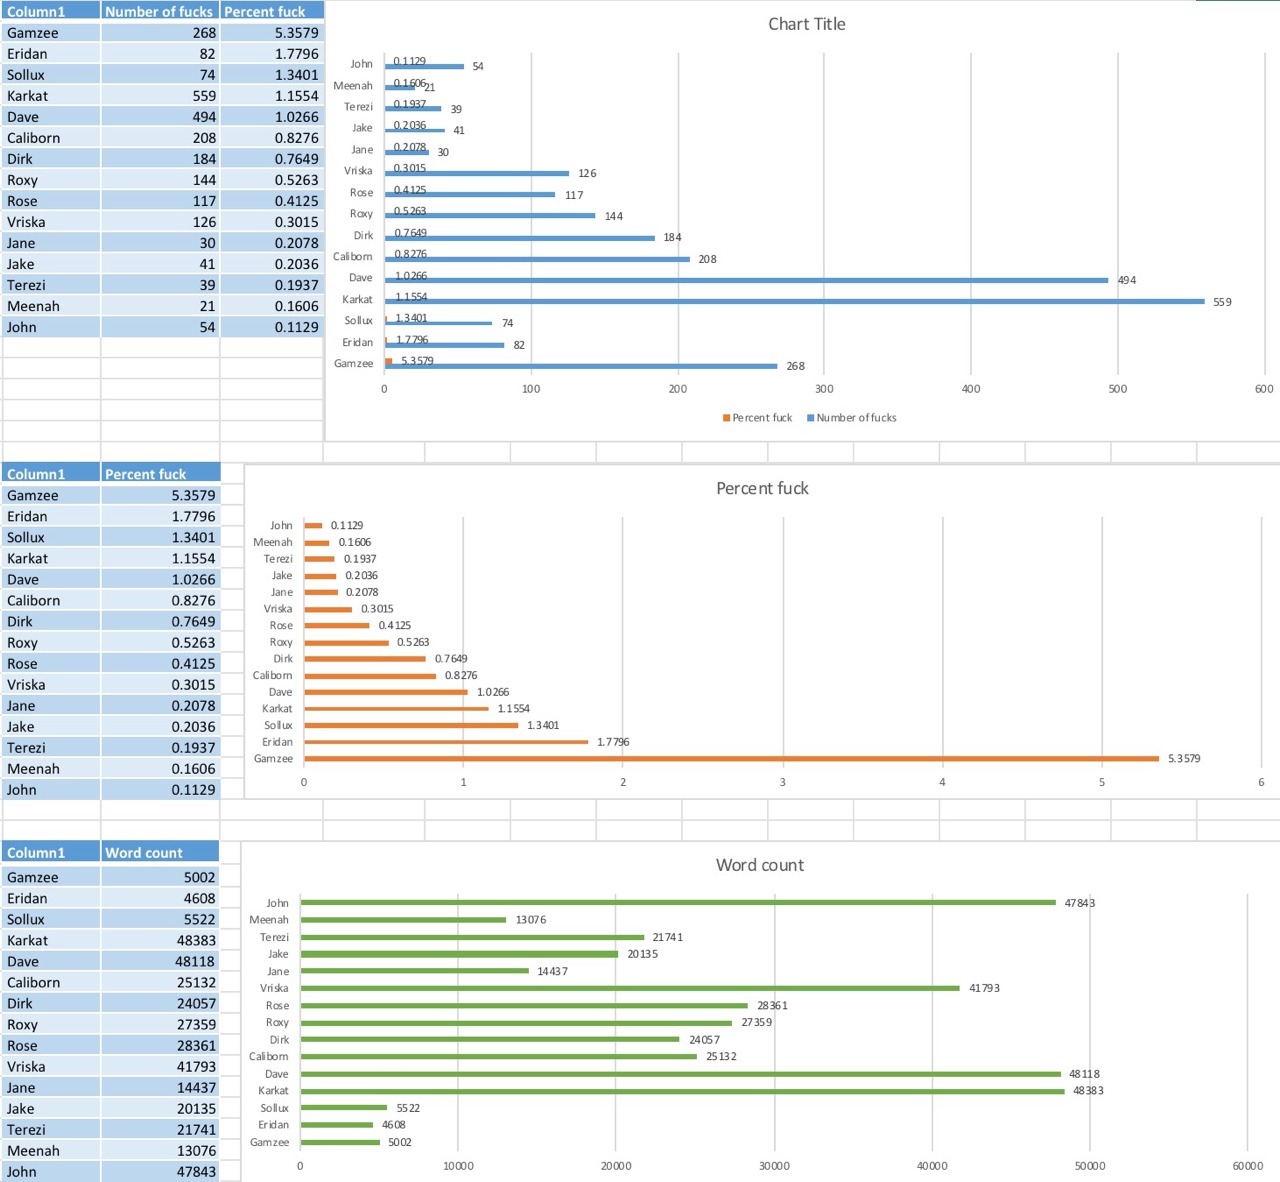 Column1 Number of fucks Percent fuck
Gamzee 268 5.3579
Eridan 82 1.7796
Sollux 74 1.3401
Karkat 559 1.1554
Dave 494 1.0266
Caliborn 208 0.8276
Dirk 184 0.7649
Roxy 144 0.5263
Rose 117 0.4125
Vriska 126 0.3015
Jane 30 0.2078
Jake 41 0.2036
Terezi 39 0.1937
Meenah 21 0.1606
John 54 0.1129
Chart Title
John 0.1129 54
Meenah 0.1606 21
Terezi 0.1937 39
Jake 0.2036 41
Jane 0.2078 30
Vriska 0.3015 126
Rose 0.4125 117
Roxy 0.5263 144
Dirk 0.7649 184
Caliborn 0.8276 208
Dave 1.0266 494
Karkat 1.1554 559
Sollux 1.3401 74
Eridan 1.7796 82
Gamzee 5.3579 268
0 100 200 300 400 500 600
Percent fuck Number of fucks
Column1 Percent fuck
Gamzee 5.3579
Eridan 1.7796
Sollux 1.3401
Karkat 1.1554
Dave 1.0266
Caliborn 0.8276
Dirk 0.7649
Roxy 0.5263
Rose 0.4125
Vriska 0.3015
Jane 0.2078
Jake 0.2036
Terezi 0.1937
Meenah 0.1606
John 0.1129
Percent fuck
John 0.1129
Meenah 0.1606
Terezi 0.1937
Jake 0.2036
Jane 0.2078
Vriska 0.3015
Rose 0.4125
Roxy 0.5263
Dirk 0.7649
Caliborn 0.8276
Dave 1.0266
Karkat 1.1554
Sollux 1.3401
Eridan 1.7796
Gamzee 5.3579
0 1 2 3 4 5 6
Column1 Word count
Gamzee 5002
Eridan 4608
Sollux 5522
Karkat 48383
Dave 48118
Caliborn 25132
Dirk 24057
Roxy 27359
Rose 28361
Vriska 41793
Jane 14437
Jake 20135
Terezi 21741
Meenah 13076
John 47843
Word count
John 47843
Meenah 13076
Terezi 21741
Jake 20135
Jane 14437
Vriska 41793
Rose 28361
Roxy 27359
Dirk 24057
Caliborn 25132
Dave 48118
Karkat 48383
Sollux 5522
Eridan 4608
Gamzee 5002
0 10000 20000 30000 40000 50000 60000